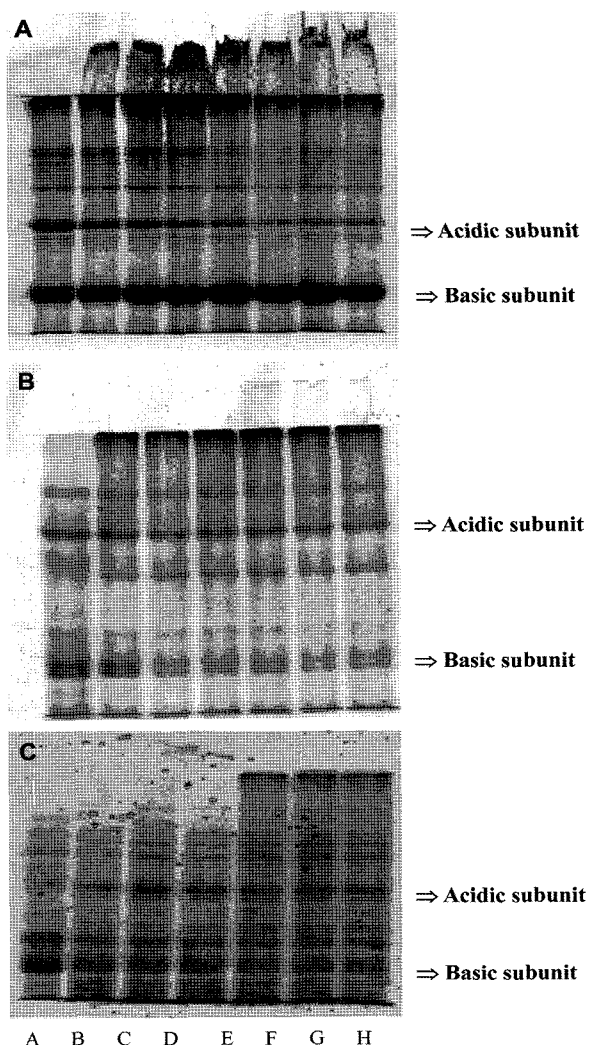 A
⇒ Acidic subunit
⇒ Basic subunit
B
⇒ Acidic subunit
⇒ Basic subunit
C
⇒ Acidic subunit
⇒ Basic subunit
A B C D E F G H